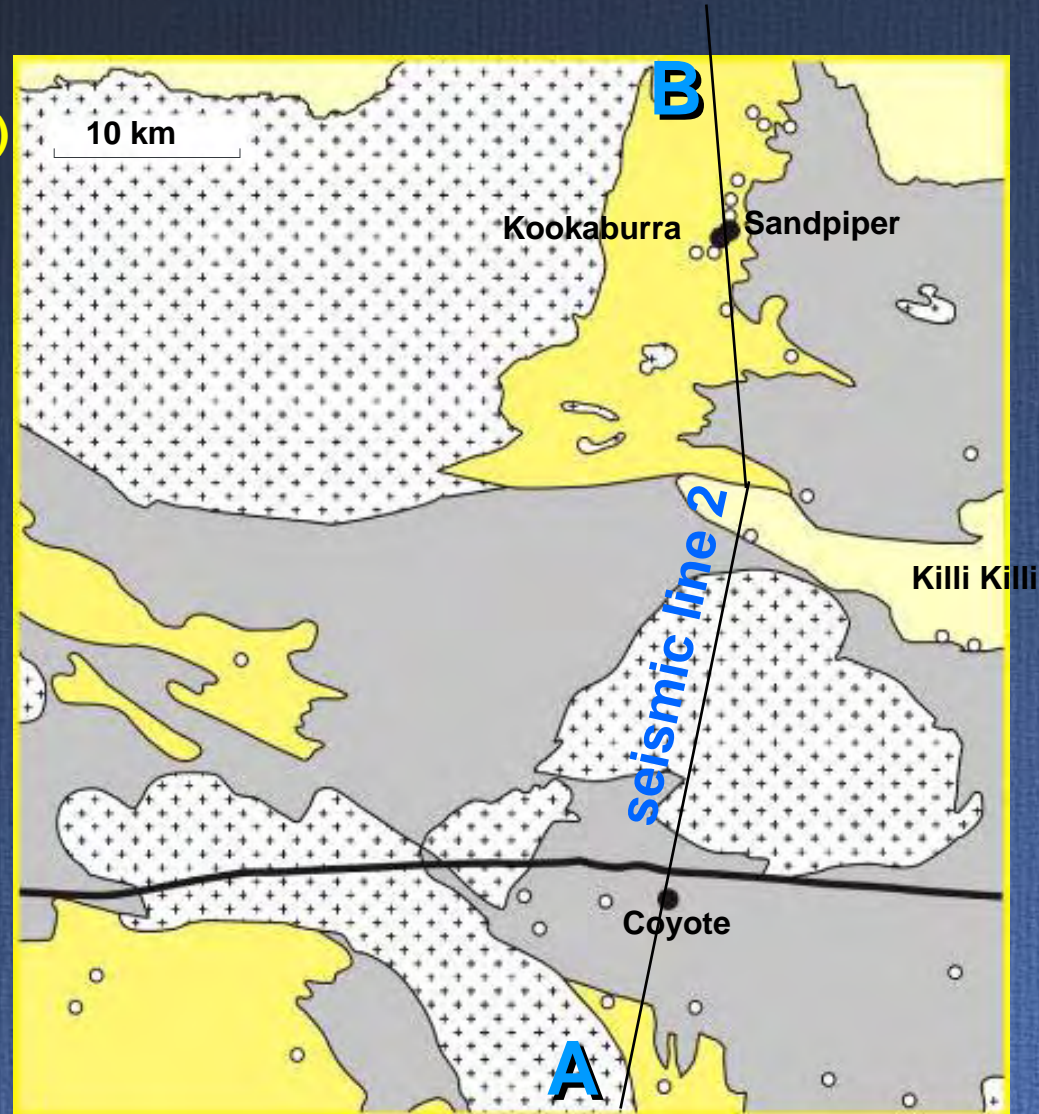 B
)
10 km
Kookaburra
Sandpiper
seismic line 2
Killi Killi
Coyote
A